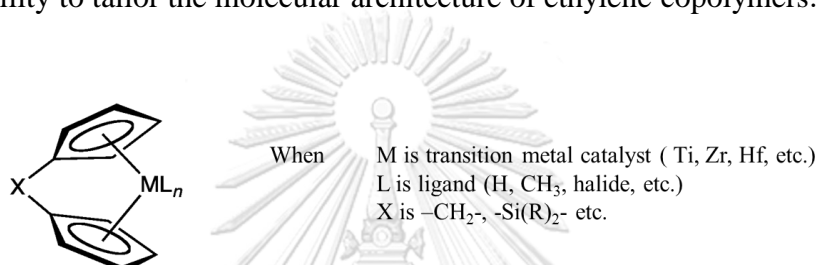 ility to tailor the molecular architecture of ethylene copolymers.
When M is transition metal catalyst ( Ti, Zr, Hf, etc.)
L is ligand (H, CH3, halide, etc.)
X is –CH2-, -Si(R)2- etc.
X
MLn